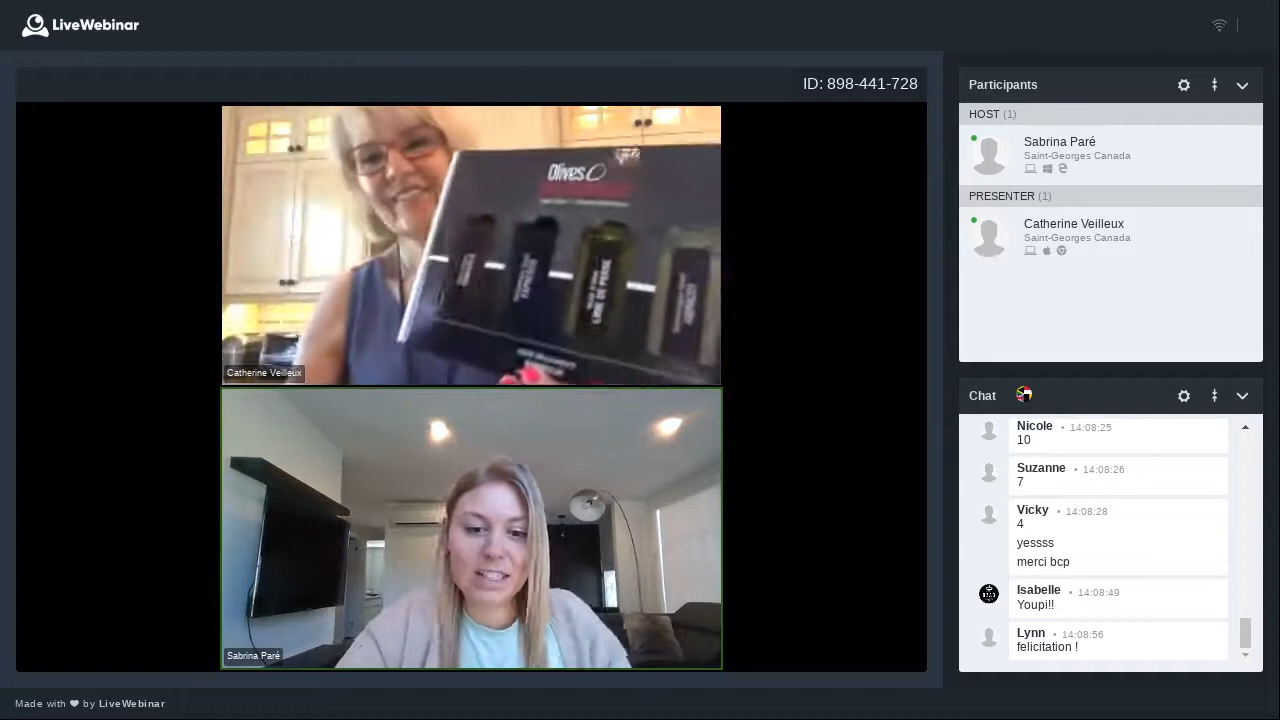 LiveWebinar
ID: 898-441-728
Olives
EXPRESSO
Catherine Veilleux
Sabrina Paré
Made with by LiveWebinar
Participants
HOST (1)
Sabrina Paré
Saint-Georges Canada
PRESENTER (1)
Catherine Veilleux
Saint-Georges Canada
Chat
Nicole • 14:08:25
10
Suzanne • 14:08:26
7
Vicky • 14:08:28
4
yessss
merci bcp
Isabelle • 14:08:49
Youpi!!
Lynn • 14:08:56
felicitation !